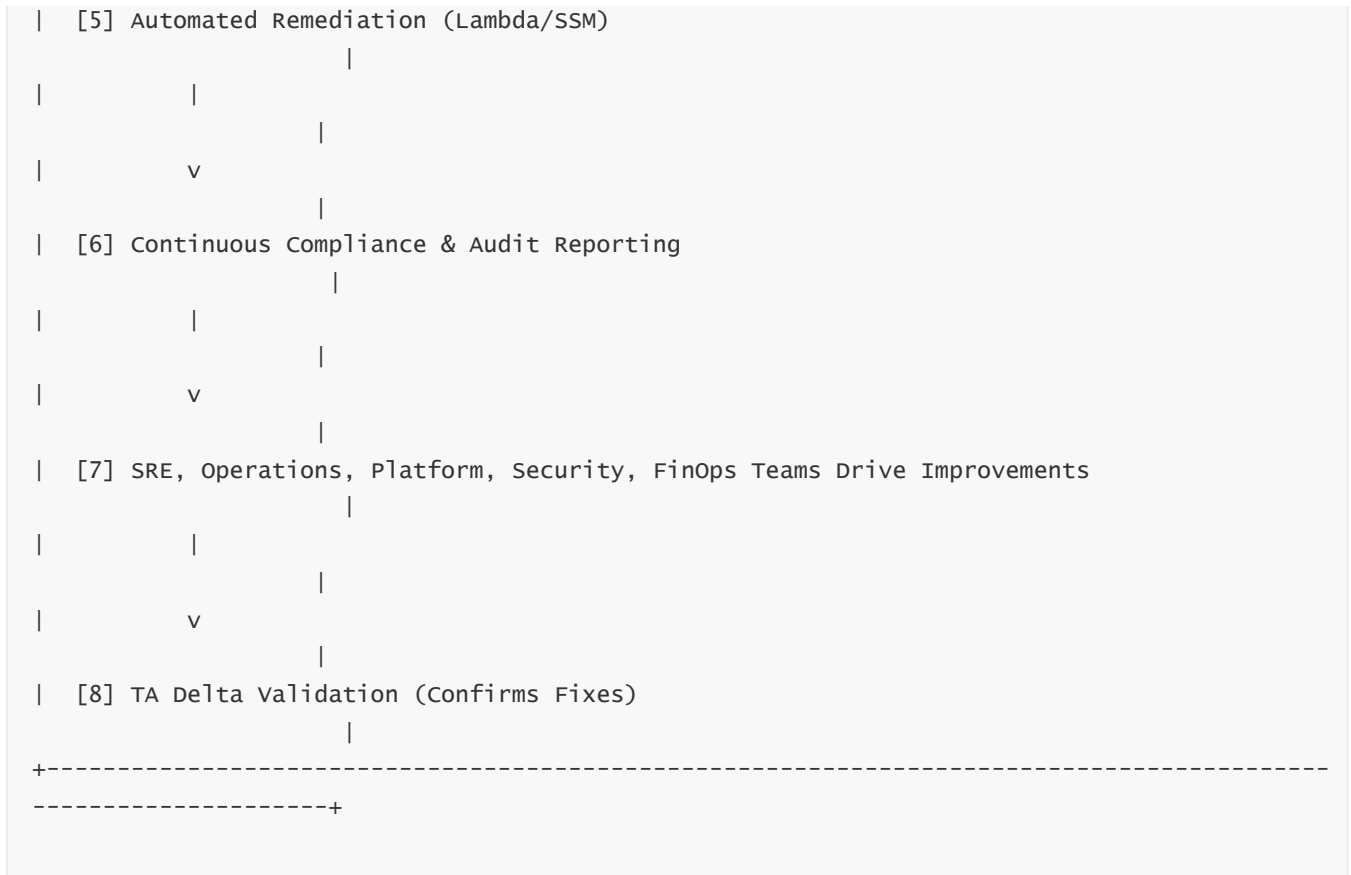 |  [5] Automated Remediation (Lambda/SSM)
                    |
|         |
                  |
|         v
                  |
|  [6] Continuous Compliance & Audit Reporting
                   |
|         |
                  |
|         v
                  |
|  [7] SRE, Operations, Platform, Security, FinOps Teams Drive Improvements
                    |
|         |
                  |
|         v
                  |
|  [8] TA Delta Validation (Confirms Fixes)
                    |
+---------------------------------------------------------------------------------------
--------------------+